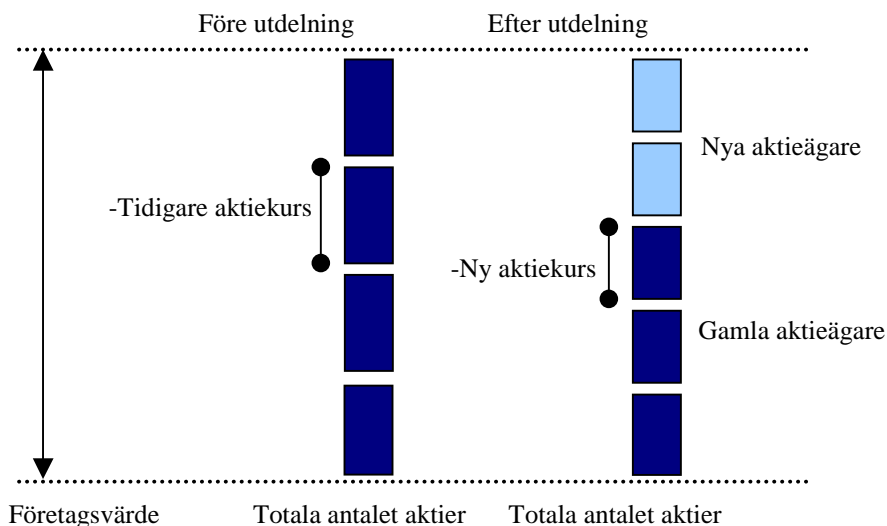 Före utdelning
Efter utdelning
Nya aktieägare
-Tidigare aktiekurs
-Ny aktiekurs
Gamla aktieägare
Företagsvärde
Totala antalet aktier
Totala antalet aktier